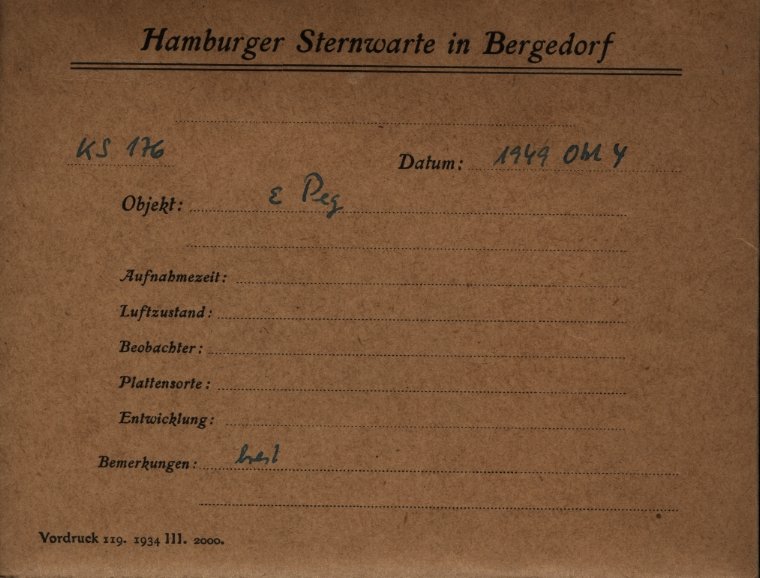 Hamburger Sternwarte in Bergedorf
KS 176
Datum: 1949 Okt 4
Objekt: ε Peg
Aufnahmezeit:
Luftzustand:
Beobachter:
Plattensorte:
Entwicklung:
Bemerkungen: breit
Vordruck 119. 1934 III. 2000.